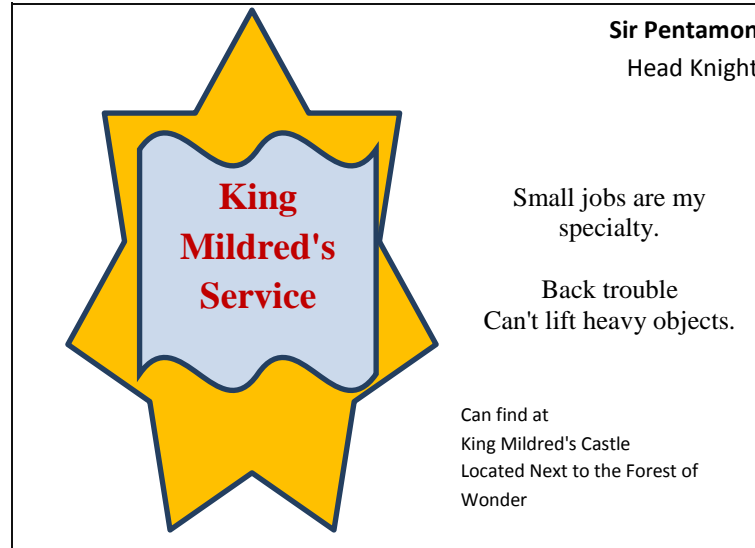 Sir Pentamon
Head Knight
King
Mildred's
Service
Small jobs are my
specialty.
Back trouble
Can't lift heavy objects.
Can find at
King Mildred's Castle
Located Next to the Forest of
Wonder